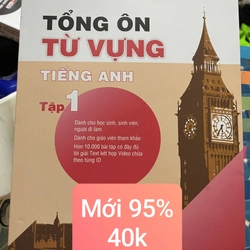 TỔNG ÔN
TỪ VỰNG
TIẾNG ANH
Tập 1
Dành cho học sinh, sinh viên,
người đi làm
Dành cho giáo viên tham khảo
Hơn 10.000 bài tập có đầy đủ
lời giải Text kết hợp Video chữa
theo từng ID
Mới 95%
40k